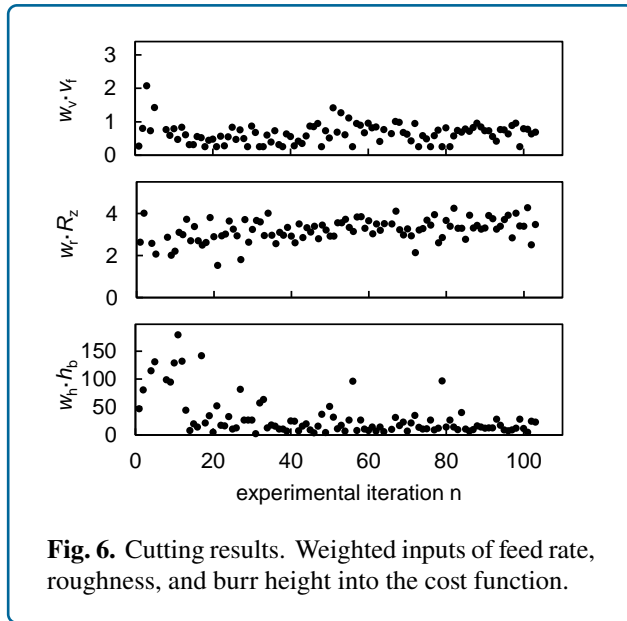 3
2
1
0
w_v·v_f
4
2
0
w_r·R_z
150
100
50
0
w_h·h_b
0 20 40 60 80 100
experimental iteration n
Fig. 6. Cutting results. Weighted inputs of feed rate,
roughness, and burr height into the cost function.